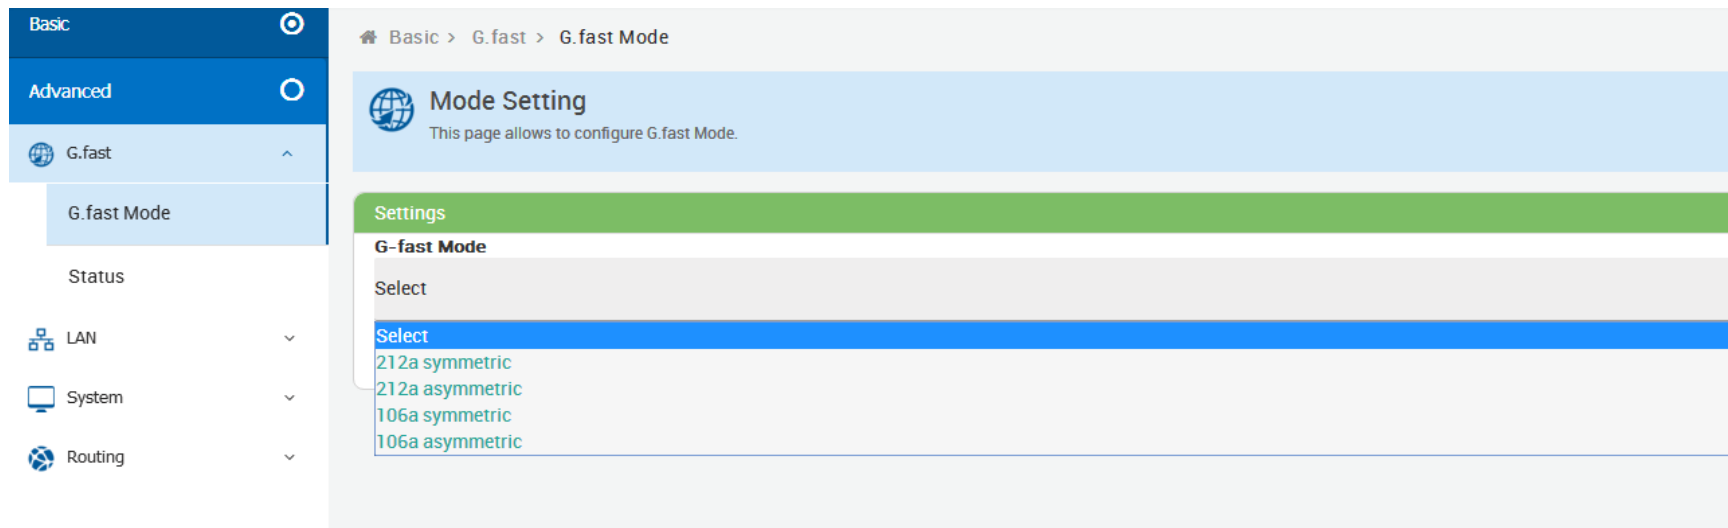 Basic
Advanced
G.fast
G.fast Mode
Status
LAN
System
Routing
Basic > G.fast > G.fast Mode
Mode Setting
This page allows to configure G.fast Mode.
Settings
G-fast Mode
Select
Select
212a symmetric
212a asymmetric
106a symmetric
106a asymmetric